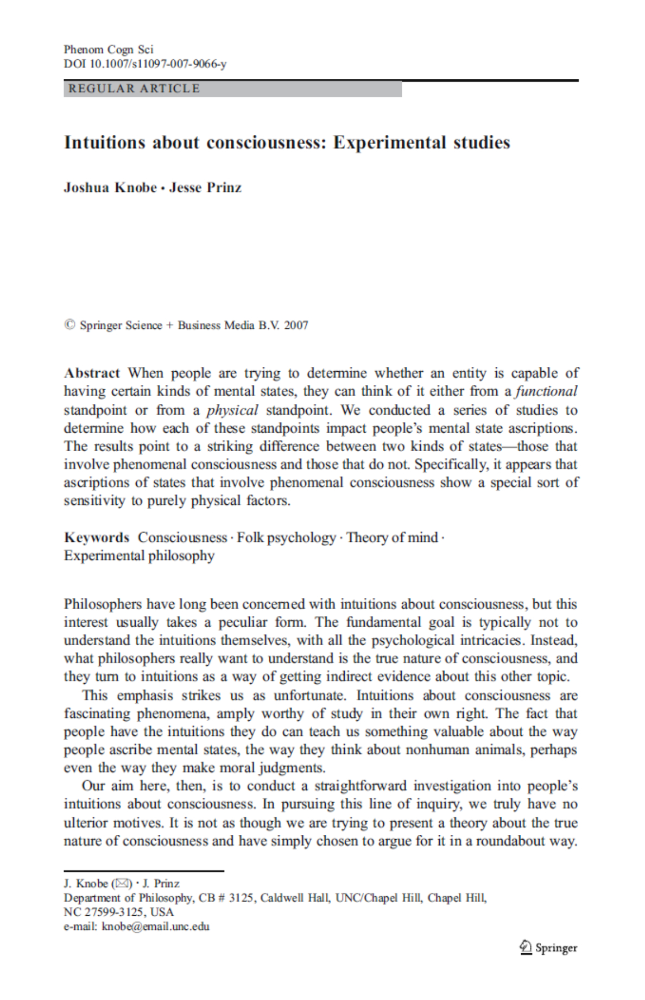 Phenom Cogn Sci
DOI 10.1007/s11097-007-9066-y
REGULAR ARTICLE
Intuitions about consciousness: Experimental studies
Joshua Knobe · Jesse Prinz
© Springer Science + Business Media B.V. 2007
Abstract When people are trying to determine whether an entity is capable of
having certain kinds of mental states, they can think of it either from a functional
standpoint or from a physical standpoint. We conducted a series of studies to
determine how each of these standpoints impact people's mental state ascriptions.
The results point to a striking difference between two kinds of states—those that
involve phenomenal consciousness and those that do not. Specifically, it appears that
ascriptions of states that involve phenomenal consciousness show a special sort of
sensitivity to purely physical factors.
Keywords Consciousness · Folk psychology · Theory of mind ·
Experimental philosophy
Philosophers have long been concerned with intuitions about consciousness, but this
interest usually takes a peculiar form. The fundamental goal is typically not to
understand the intuitions themselves, with all the psychological intricacies. Instead,
what philosophers really want to understand is the true nature of consciousness, and
they turn to intuitions as a way of getting indirect evidence about this other topic.
This emphasis strikes us as unfortunate. Intuitions about consciousness are
fascinating phenomena, amply worthy of study in their own right. The fact that
people have the intuitions they do can teach us something valuable about the way
people ascribe mental states, the way they think about nonhuman animals, perhaps
even the way they make moral judgments.
Our aim here, then, is to conduct a straightforward investigation into people's
intuitions about consciousness. In pursuing this line of inquiry, we truly have no
ulterior motives. It is not as though we are trying to present a theory about the true
nature of consciousness and have simply chosen to argue for it in a roundabout way.
J. Knobe (✉) · J. Prinz
Department of Philosophy, CB # 3125, Caldwell Hall, UNC/Chapel Hill, Chapel Hill,
NC 27599-3125, USA
e-mail: knobe@email.unc.edu
Springer